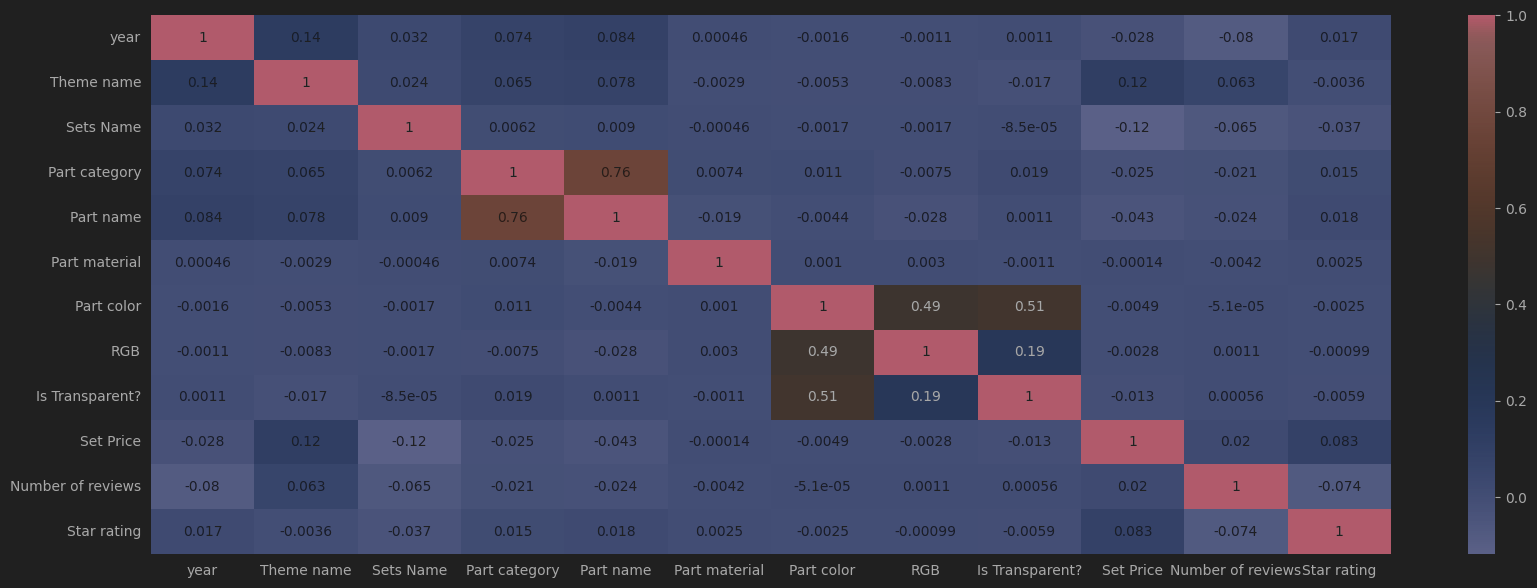 1.0
year 1 0.14 0.032 0.074 0.084 0.00046 -0.0016 -0.0011 0.0011 -0.028 -0.08 0.017
Theme name 0.14 1 0.024 0.065 0.078 -0.0029 -0.0053 -0.0083 -0.017 0.12 0.063 -0.0036
0.8
Sets Name 0.032 0.024 1 0.0062 0.009 -0.00046 -0.0017 -0.0017 -8.5e-05 -0.12 -0.065 -0.037
Part category 0.074 0.065 0.0062 1 0.76 0.0074 0.011 -0.0075 0.019 -0.025 -0.021 0.015
0.6
Part name 0.084 0.078 0.009 0.76 1 -0.019 -0.0044 -0.028 0.0011 -0.043 -0.024 0.018
Part material 0.00046 -0.0029 -0.00046 0.0074 -0.019 1 0.001 0.003 -0.0011 -0.00014 -0.0042 0.0025
0.4
Part color -0.0016 -0.0053 -0.0017 0.011 -0.0044 0.001 1 0.49 0.51 -0.0049 -5.1e-05 -0.0025
RGB -0.0011 -0.0083 -0.0017 -0.0075 -0.028 0.003 0.49 1 0.19 -0.0028 0.0011 -0.00099
Is Transparent? 0.0011 -0.017 -8.5e-05 0.019 0.0011 -0.0011 0.51 0.19 1 -0.013 0.00056 -0.0059
0.2
Set Price -0.028 0.12 -0.12 -0.025 -0.043 -0.00014 -0.0049 -0.0028 -0.013 1 0.02 0.083
Number of reviews -0.08 0.063 -0.065 -0.021 -0.024 -0.0042 -5.1e-05 0.0011 0.00056 0.02 1 -0.074
0.0
Star rating 0.017 -0.0036 -0.037 0.015 0.018 0.0025 -0.0025 -0.00099 -0.0059 0.083 -0.074 1
year Theme name Sets Name Part category Part name Part material Part color RGB Is Transparent? Set Price Number of reviews Star rating